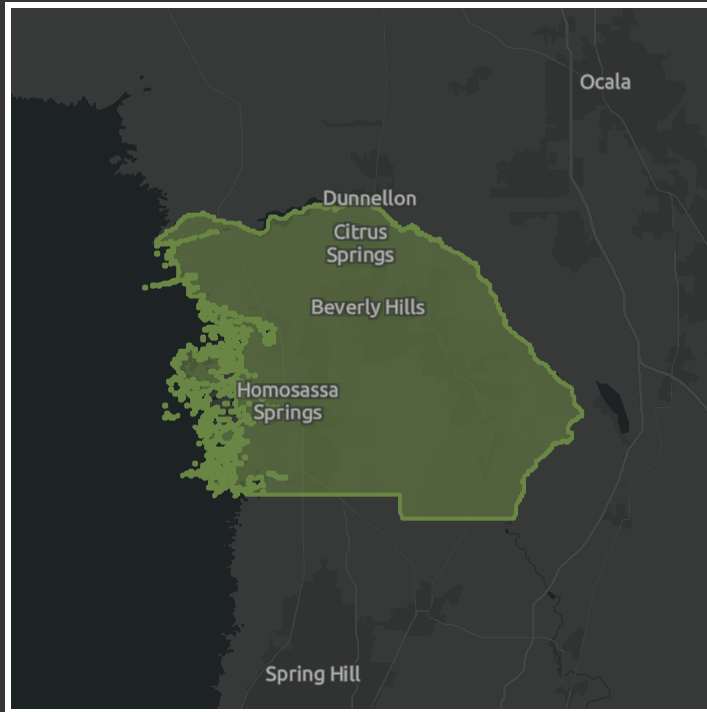 Ocala
Dunnellon
Citrus
Springs
Beverly Hills
Homosassa
Springs
Spring Hill